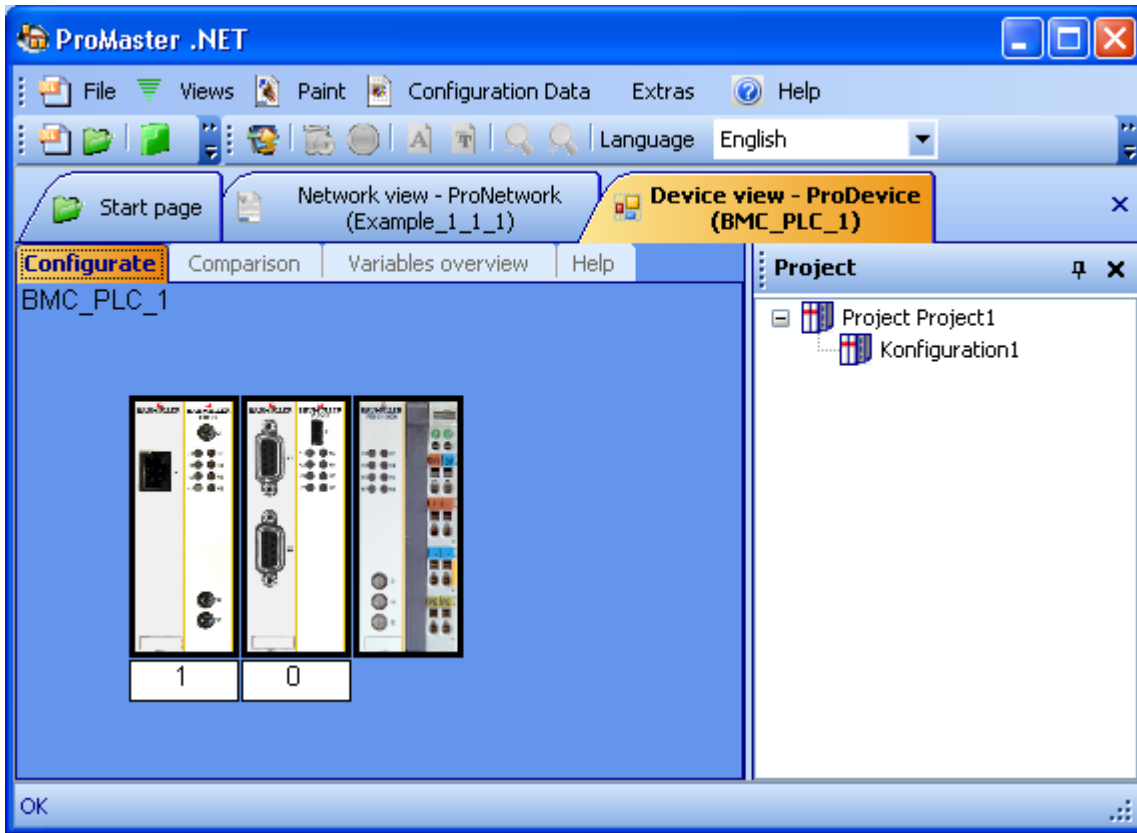 ProMaster .NET
File Views Paint Configuration Data Extras Help
Language English
Start page
Network view - ProNetwork
(Example_1_1_1)
Device view - ProDevice
(BMC_PLC_1)
Configurate Comparison Variables overview Help
BMC_PLC_1
1 0
Project
Project Project1
Konfiguration1
OK